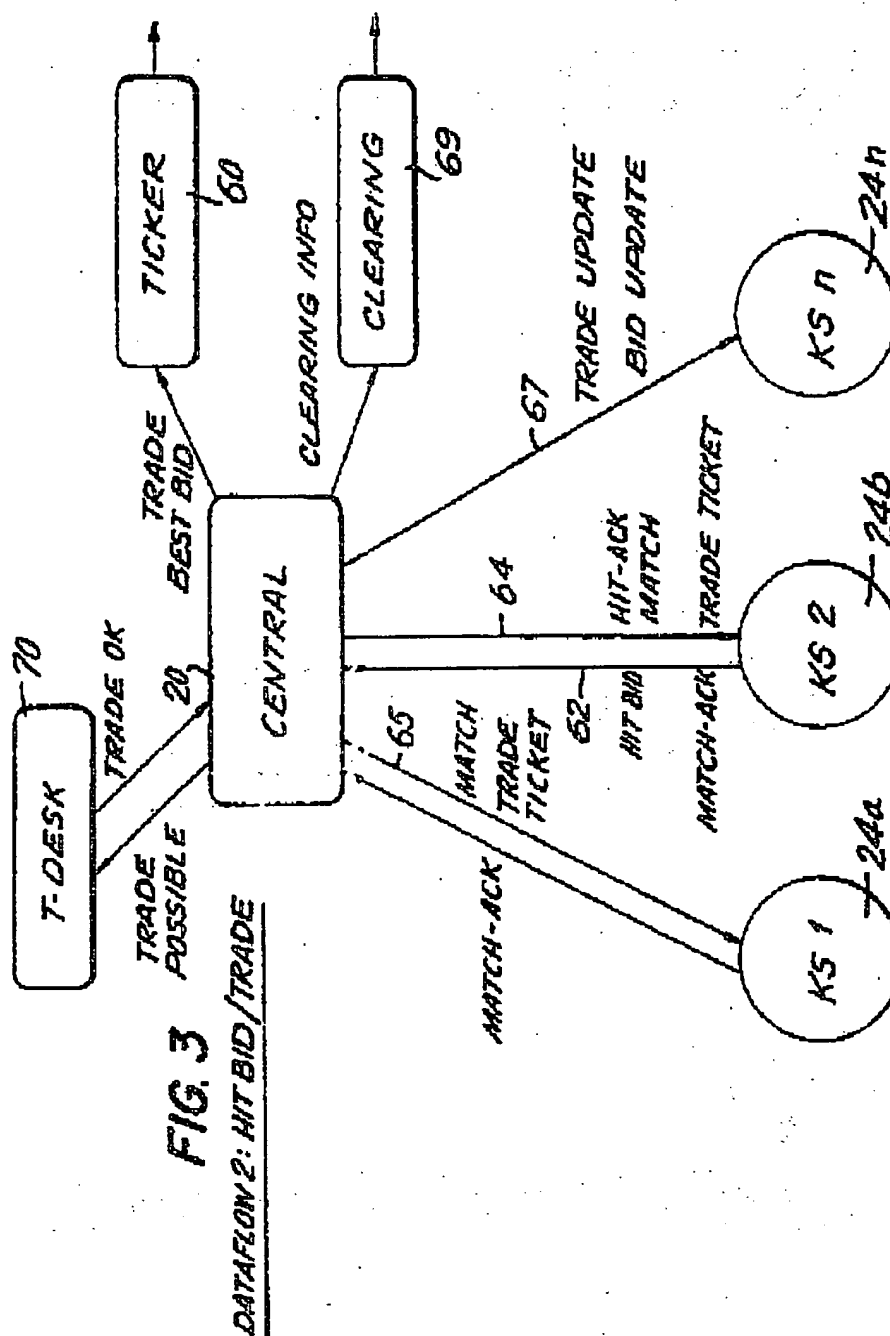 FIG. 3
DATAFLOW 2: HIT BID/TRADE
T-DESK
70
TRADE
POSSIBLE
TRADE OK
20
CENTRAL
TRADE
BEST BID
TICKER
60
CLEARING INFO
CLEARING
69
65
MATCH-ACK
MATCH
TRADE
TICKET
62
64
HIT BID
HIT-ACK
MATCH
MATCH-ACK
TRADE TICKET
67
TRADE UPDATE
BID UPDATE
KS 1
24a
KS 2
24b
KS n
24n